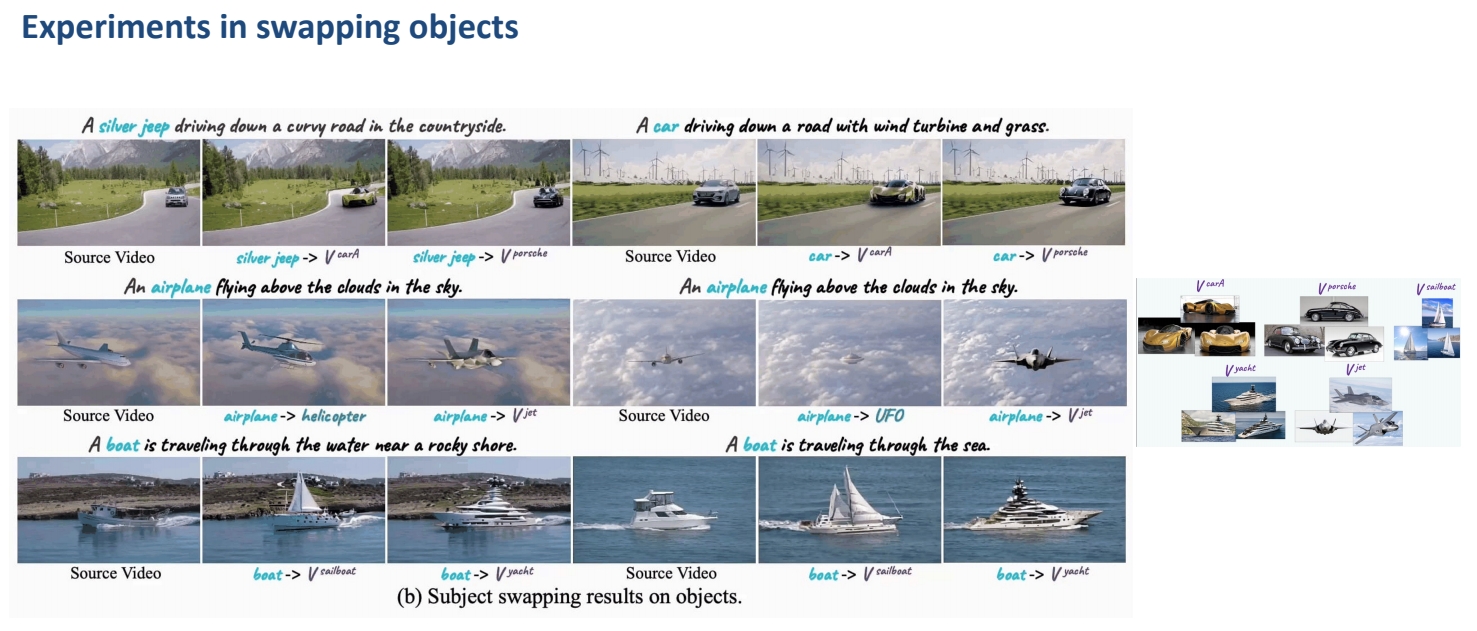 Experiments in swapping objects
A silver jeep driving down a curvy road in the countryside.
A car driving down a road with wind turbine and grass.
Source Video
silver jeep -> V carA
silver jeep -> V porsche
Source Video
car -> V carA
car -> V porsche
An airplane flying above the clouds in the sky.
An airplane flying above the clouds in the sky.
Source Video
airplane -> helicopter
airplane -> V jet
Source Video
airplane -> UFO
airplane -> V jet
A boat is traveling through the water near a rocky shore.
A boat is traveling through the sea.
Source Video
boat -> V sailboat
boat -> V yacht
Source Video
boat -> V sailboat
boat -> V yacht
(b) Subject swapping results on objects.
V carA
V porsche
V sailboat
V yacht
V jet